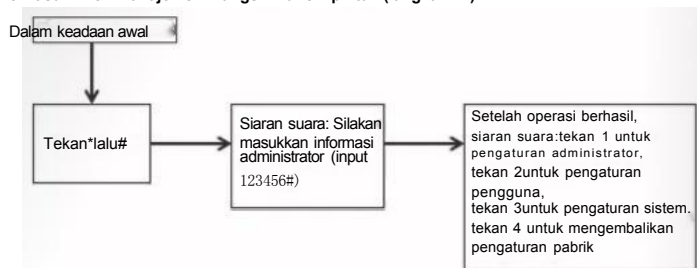 Dalam keadaan awal
Tekan*lalu#
Siaran suara: Silakan
masukkan informasi
administrator (input
123456#)
Setelah operasi berhasil,
siaran suara:tekan 1 untuk
pengaturan administrator,
tekan 2untuk pengaturan
pengguna,
tekan 3untuk pengaturan sistem.
tekan 4 untuk mengembalikan
pengaturan pabrik